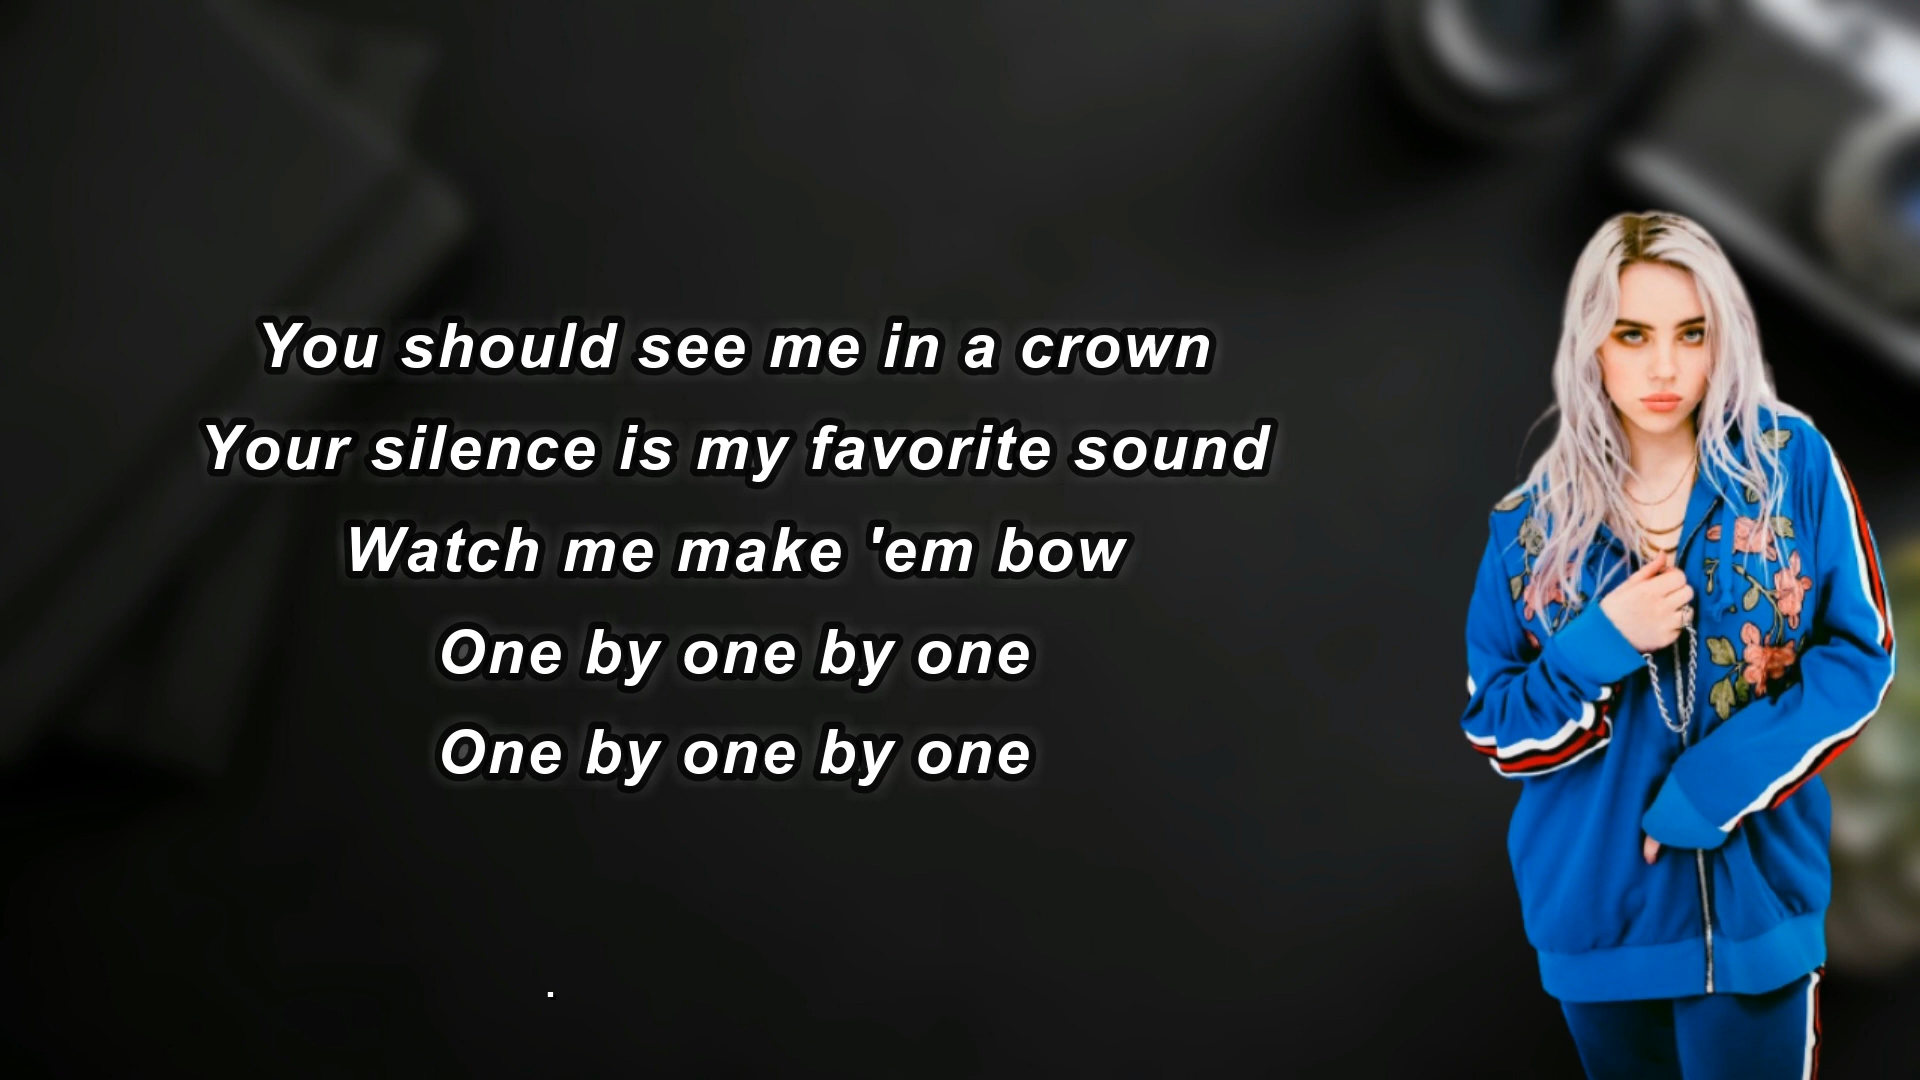 You should see me in a crown
Your silence is my favorite sound
Watch me make 'em bow
One by one by one
One by one by one
.